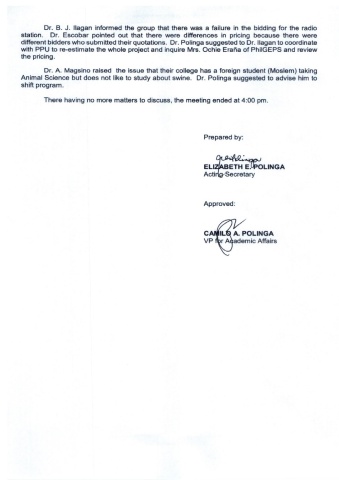 Dr. B. J. Ilagan informed the group that there was a failure in the bidding for the radio
station. Dr. Escobar pointed out that there were differences in pricing because there were
different bidders who submitted their quotations. Dr. Polinga suggested to Dr. Ilagan to coordinate
with PPU to re-estimate the whole project and inquire Mrs. Ochie Eraña of PhilGEPS and review
the pricing.
Dr. A. Magsino raised the issue that their college has a foreign student (Moslem) taking
Animal Science but does not like to study about swine. Dr. Polinga suggested to advise him to
shift program.
There having no more matters to discuss, the meeting ended at 4:00 pm.
Prepared by:
ELIZABETH E. POLINGA
Acting Secretary
Approved:
CAMILO A. POLINGA
VP for Academic Affairs